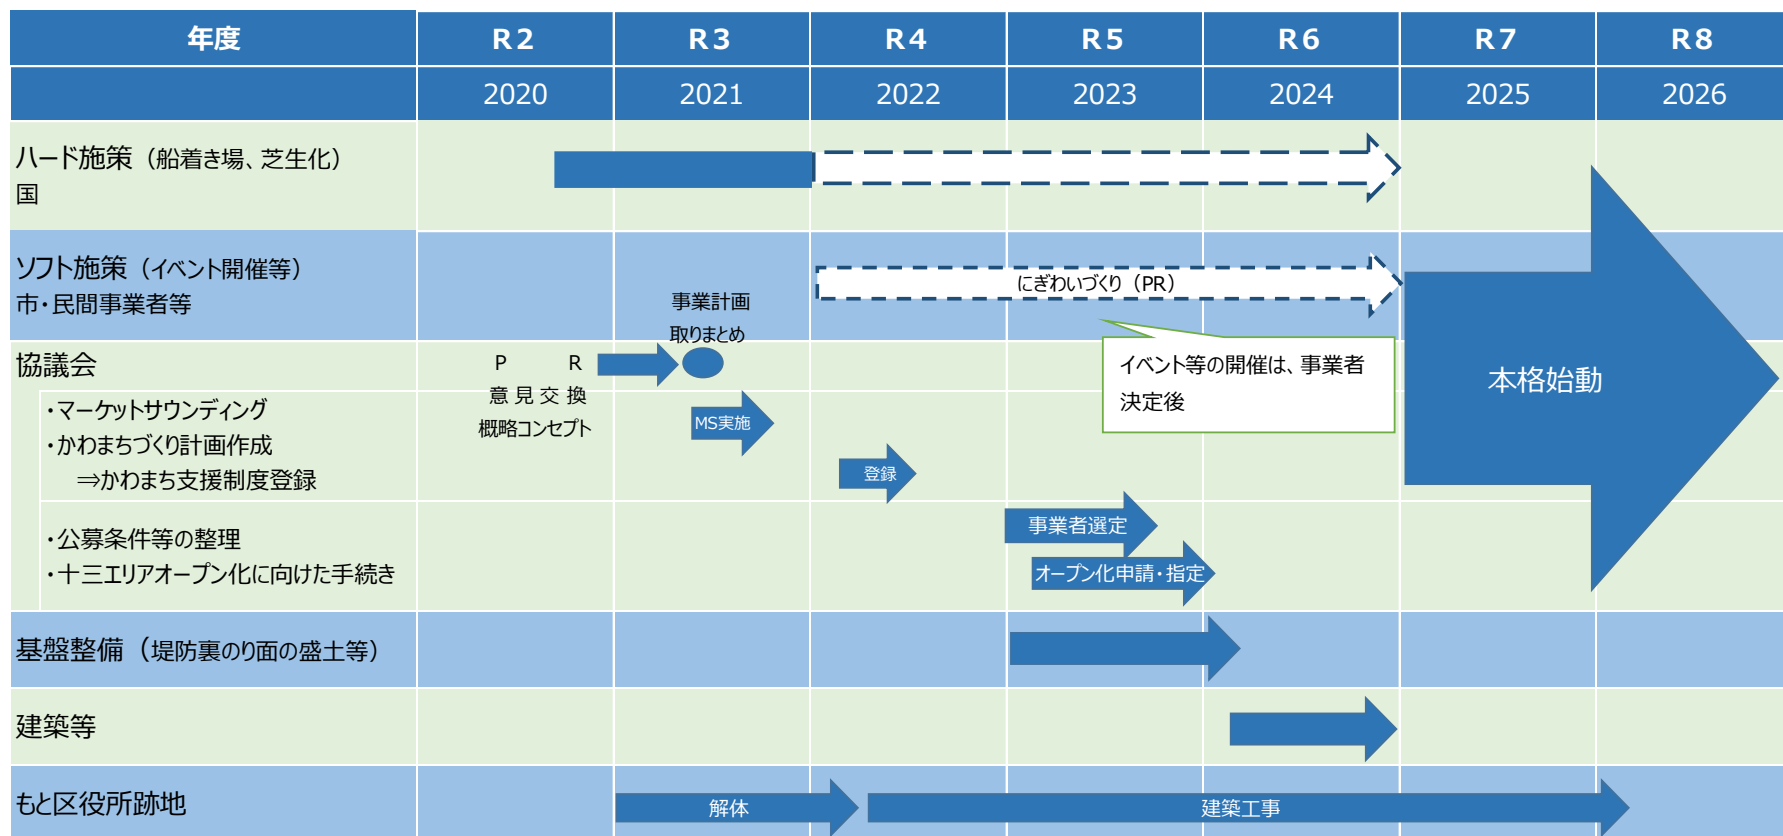 年度 R2 R3 R4 R5 R6 R7 R8
2020 2021 2022 2023 2024 2025 2026
ハード施策（船着き場、芝生化）
国
ソフト施策（イベント開催等）
市・民間事業者等
にぎわいづくり（PR）
事業計画
取りまとめ
イベント等の開催は、事業者
決定後
本格始動
協議会
P R
意見交換
概略コンセプト
・マーケットサウンディング
・かわまちづくり計画作成
⇒かわまち支援制度登録
MS実施
登録
・公募条件等の整理
・十三エリアオープン化に向けた手続き
事業者選定
オープン化申請・指定
基盤整備（堤防裏のり面の盛土等）
建築等
もと区役所跡地
解体
建築工事